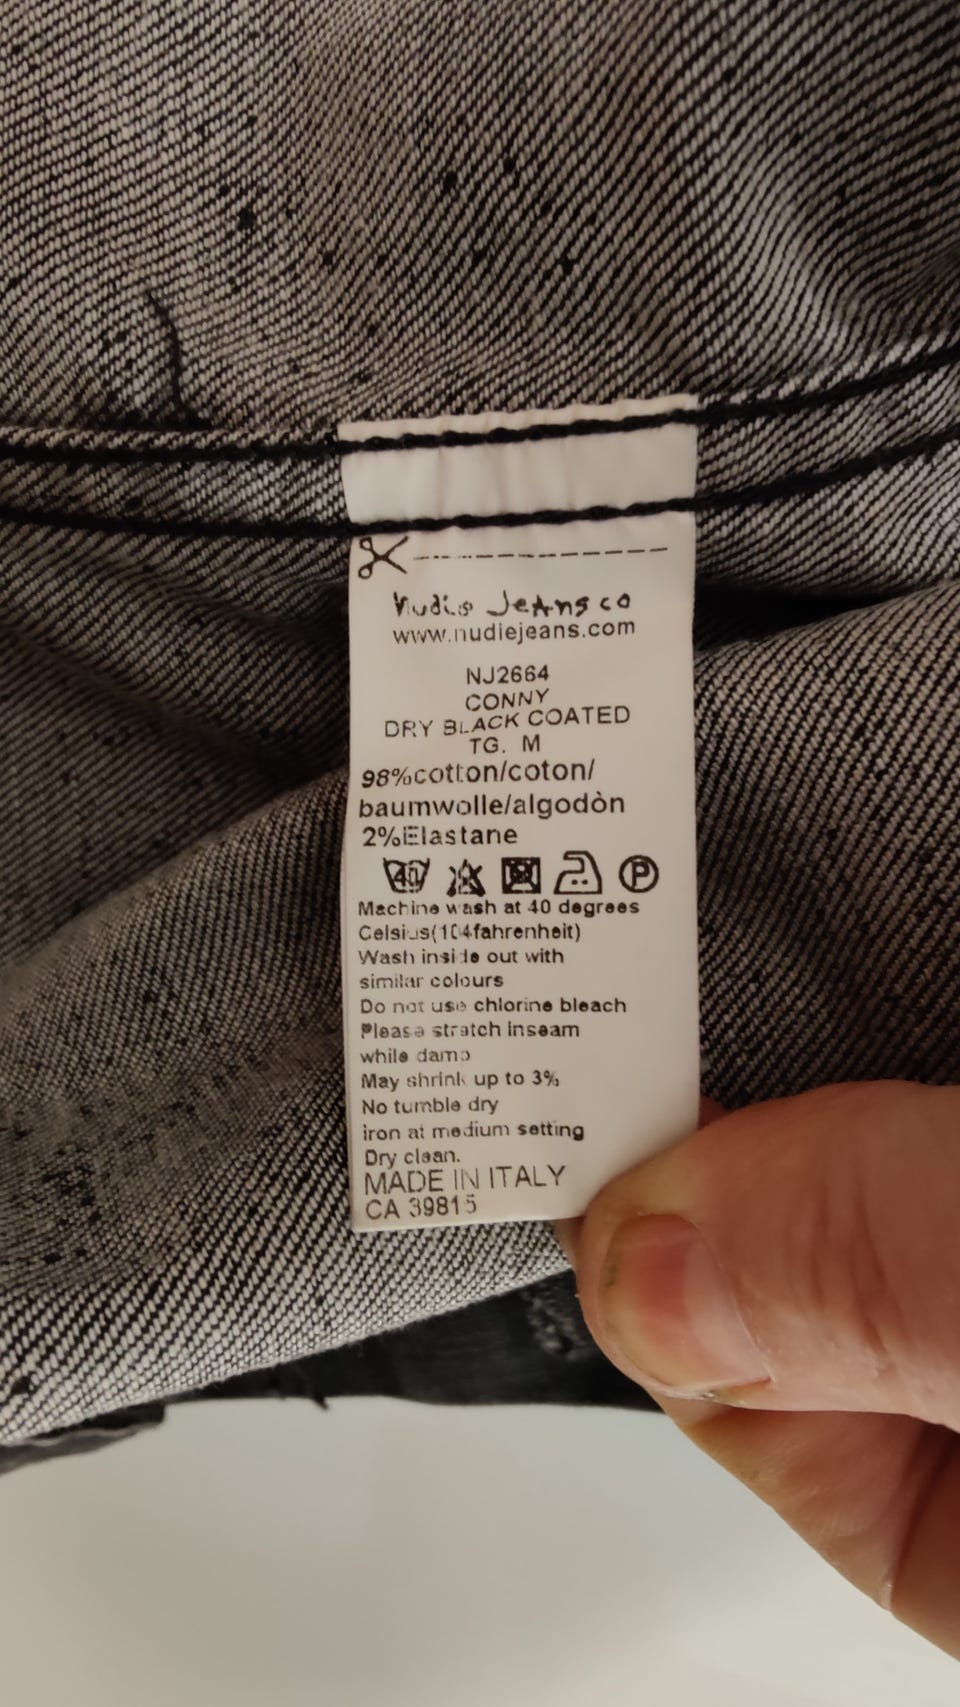 nudie Jeans co
www.nudiejeans.com
NJ2664
CONNY
DRY BLACK COATED
TG. M
98%cotton/coton/
baumwolle/algodòn
2%Elastane
40 P
Machine wash at 40 degrees
Celsius(104fahrenheit)
Wash inside out with
similar colours
Do not use chlorine bleach
Please stretch inseam
while damp
May shrink up to 3%
No tumble dry
iron at medium setting
Dry clean.
MADE IN ITALY
CA 39815